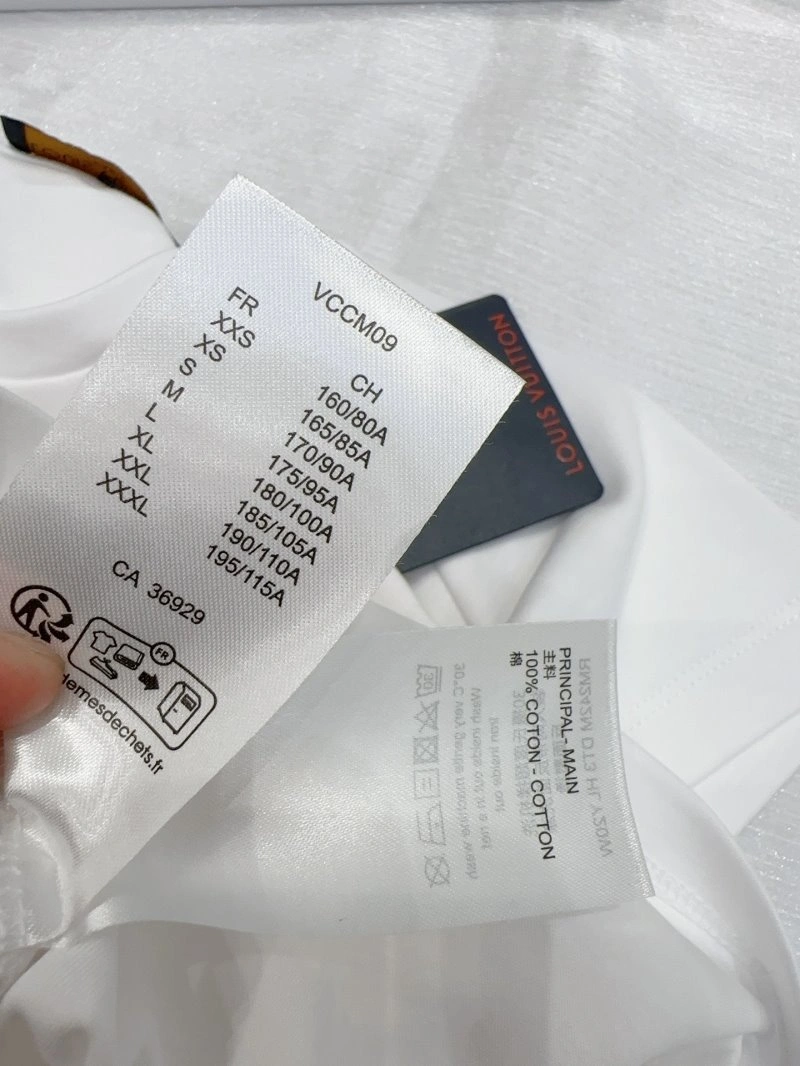 VCCM09
FR CH
XXS 160/80A
XS 165/85A
S 170/90A
M 175/95A
L 180/100A
XL 185/105A
XXL 190/110A
XXXL 195/115A
CA 36929
FR
demesdechets.fr
LOUIS VUITTON
PRINCIPAL- MAIN
主料
100% COTON - COTTON
棉
30